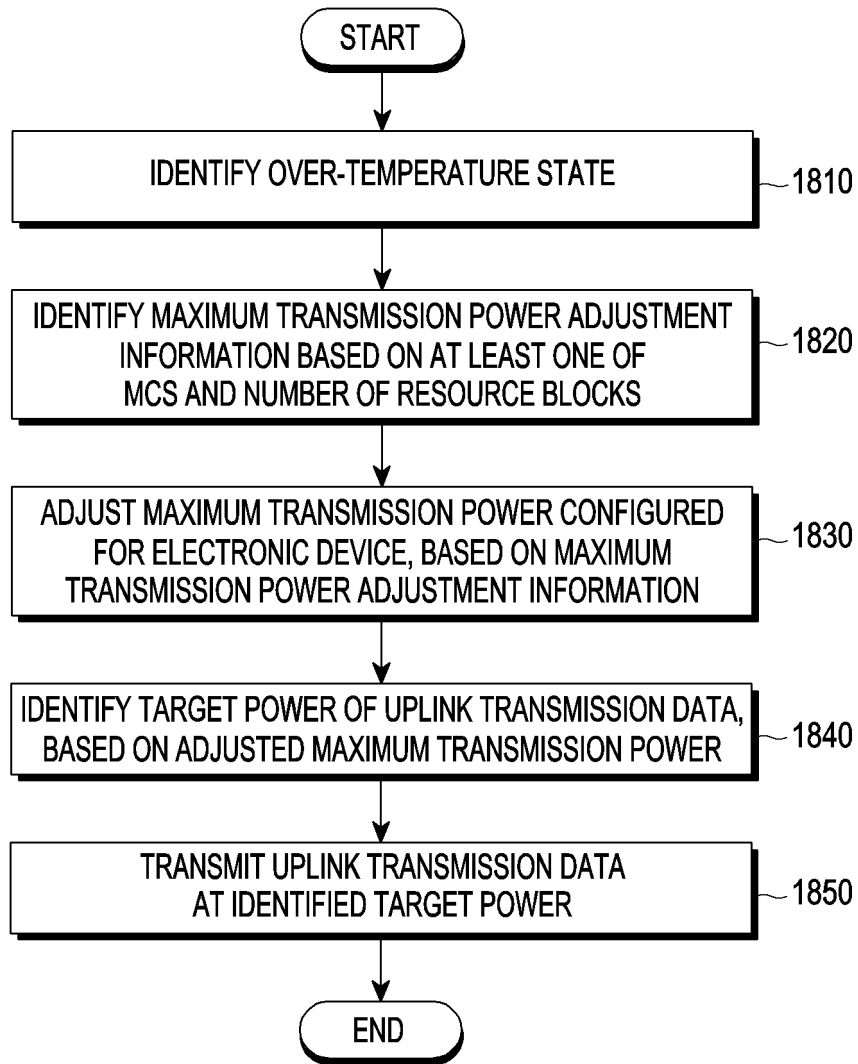 START
IDENTIFY OVER-TEMPERATURE STATE
1810
IDENTIFY MAXIMUM TRANSMISSION POWER ADJUSTMENT
INFORMATION BASED ON AT LEAST ONE OF
MCS AND NUMBER OF RESOURCE BLOCKS
1820
ADJUST MAXIMUM TRANSMISSION POWER CONFIGURED
FOR ELECTRONIC DEVICE, BASED ON MAXIMUM
TRANSMISSION POWER ADJUSTMENT INFORMATION
1830
IDENTIFY TARGET POWER OF UPLINK TRANSMISSION DATA,
BASED ON ADJUSTED MAXIMUM TRANSMISSION POWER
1840
TRANSMIT UPLINK TRANSMISSION DATA
AT IDENTIFIED TARGET POWER
1850
END